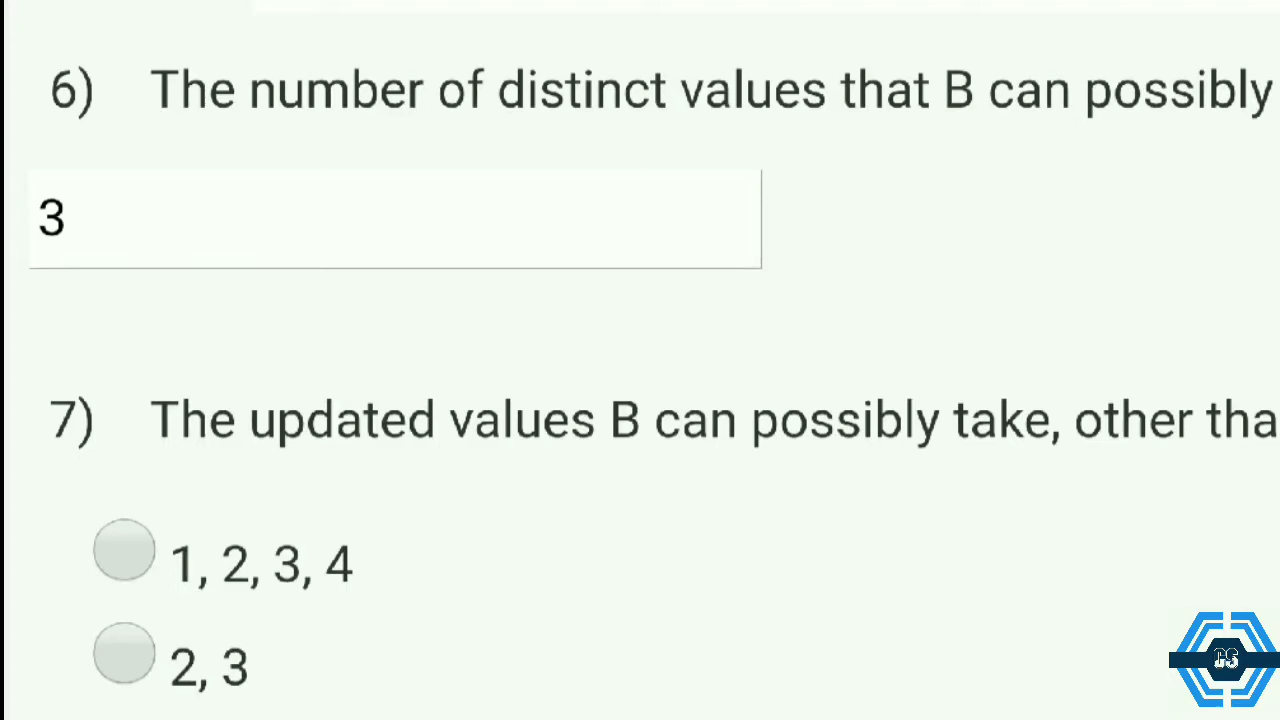 6) The number of distinct values that B can possibly
3
7) The updated values B can possibly take, other tha
1, 2, 3, 4
2, 3
GS